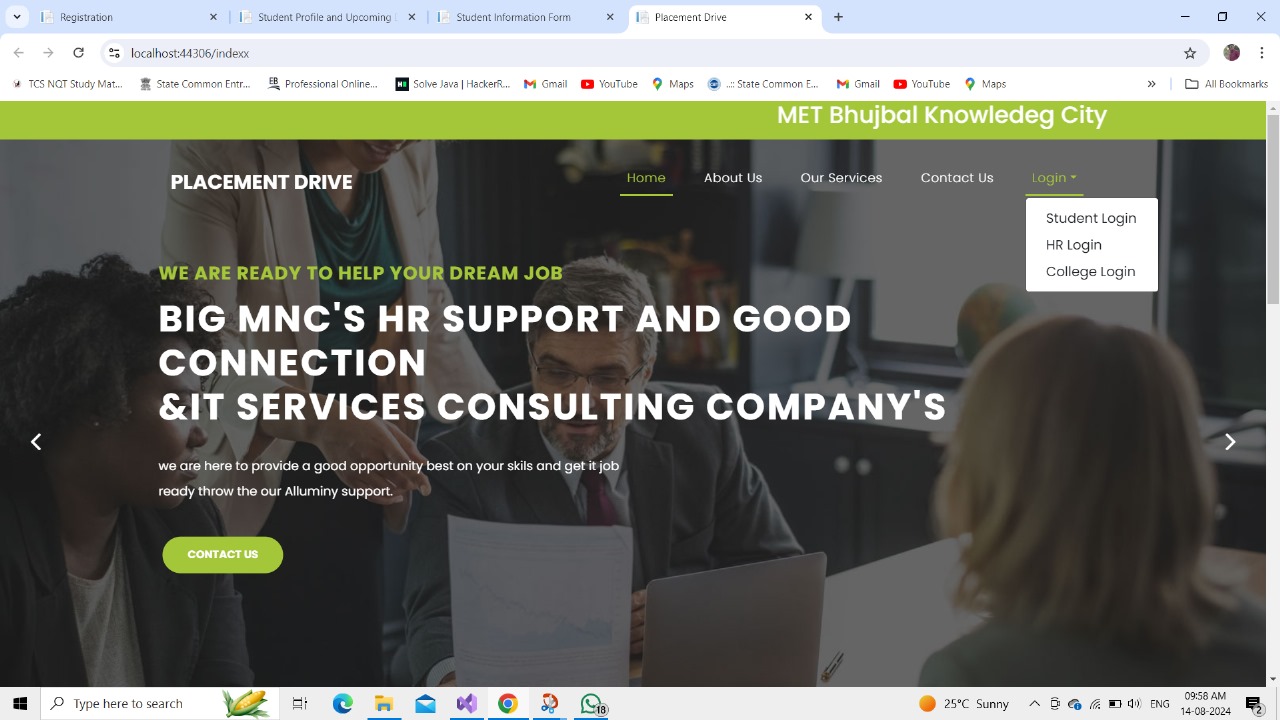 Registration
Student Profile and Upcoming
Student Information Form
Placement Drive
localhost:44306/indexx
TCS NQT Study Mat...
State Common Entr...
Professional Online...
Solve Java | HackerR...
Gmail
YouTube
Maps
..:: State Common E...
Gmail
YouTube
Maps
All Bookmarks
MET Bhujbal Knowledeg City
PLACEMENT DRIVE
Home
About Us
Our Services
Contact Us
Login
Student Login
HR Login
College Login
WE ARE READY TO HELP YOUR DREAM JOB
BIG MNC'S HR SUPPORT AND GOOD
CONNECTION
&IT SERVICES CONSULTING COMPANY'S
we are here to provide a good opportunity best on your skils and get it job
ready throw the our Alluminy support.
CONTACT US
Type here to search
18
25°C Sunny
ENG
09:58 AM
14-08-2024
2